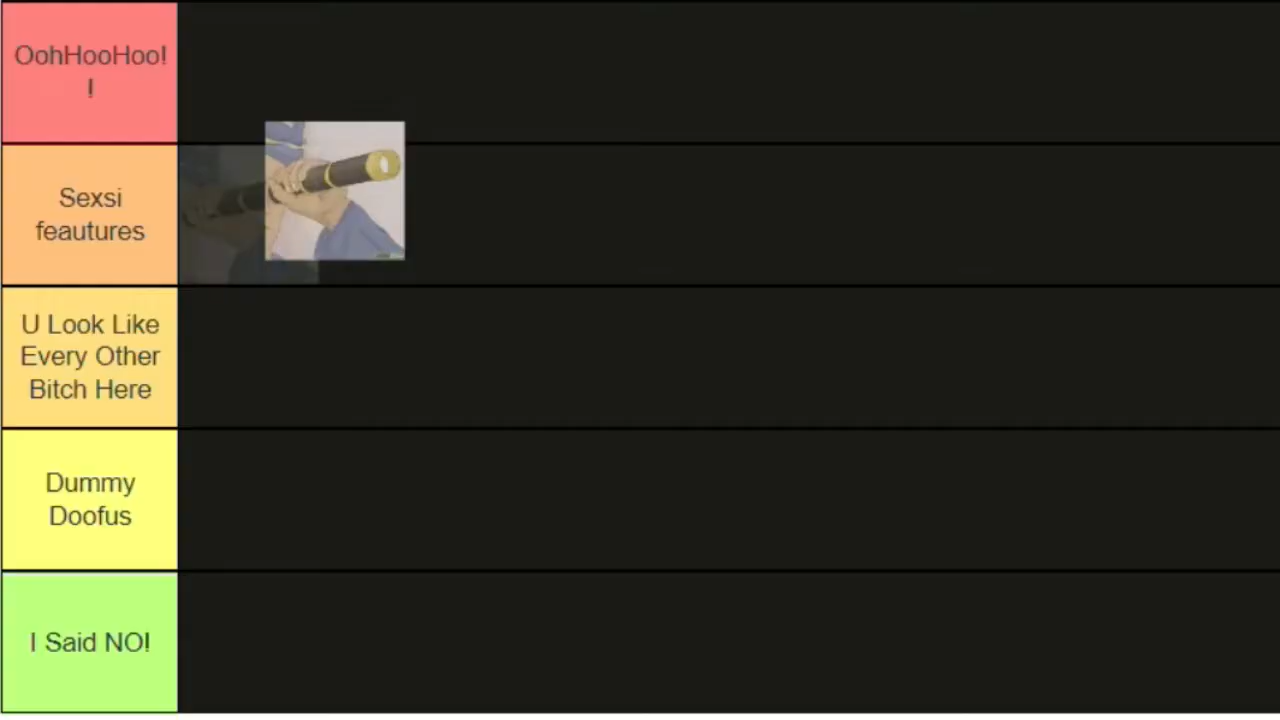 OohHooHoo!
!
Sexsi
feautures
U Look Like
Every Other
Bitch Here
Dummy
Doofus
I Said NO!